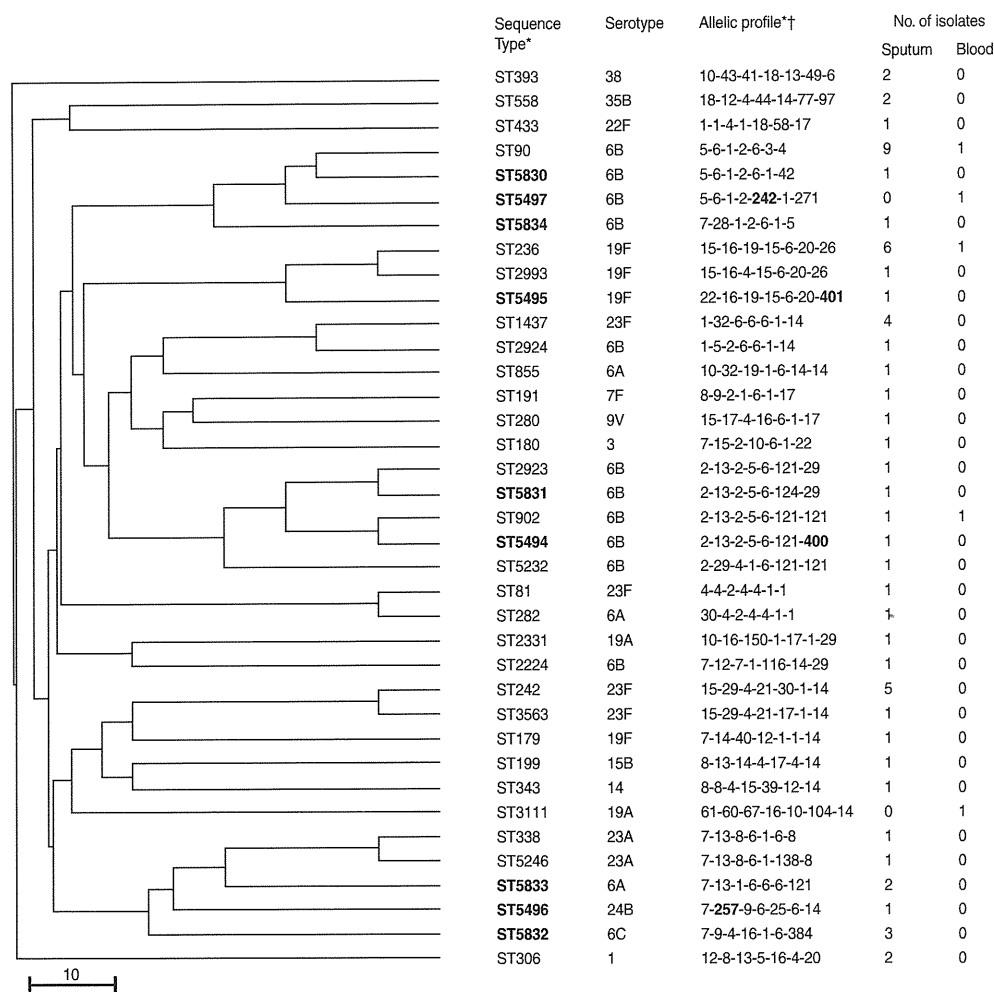 Sequence Type* Serotype Allelic profile*† No. of isolates
Sputum Blood
ST393 38 10-43-41-18-13-49-6 2 0
ST558 35B 18-12-4-44-14-77-97 2 0
ST433 22F 1-1-4-1-18-58-17 1 0
ST90 6B 5-6-1-2-6-3-4 9 1
ST5830 6B 5-6-1-2-6-1-42 1 0
ST5497 6B 5-6-1-2-242-1-271 0 1
ST5834 6B 7-28-1-2-6-1-5 1 0
ST236 19F 15-16-19-15-6-20-26 6 1
ST2993 19F 15-16-4-15-6-20-26 1 0
ST5495 19F 22-16-19-15-6-20-401 1 0
ST1437 23F 1-32-6-6-6-1-14 4 0
ST2924 6B 1-5-2-6-6-1-14 1 0
ST855 6A 10-32-19-1-6-14-14 1 0
ST191 7F 8-9-2-1-6-1-17 1 0
ST280 9V 15-17-4-16-6-1-17 1 0
ST180 3 7-15-2-10-6-1-22 1 0
ST2923 6B 2-13-2-5-6-121-29 1 0
ST5831 6B 2-13-2-5-6-124-29 1 0
ST902 6B 2-13-2-5-6-121-121 1 1
ST5494 6B 2-13-2-5-6-121-400 1 0
ST5232 6B 2-29-4-1-6-121-121 1 0
ST81 23F 4-4-2-4-4-1-1 1 0
ST282 6A 30-4-2-4-4-1-1 1 0
ST2331 19A 10-16-150-1-17-1-29 1 0
ST2224 6B 7-12-7-1-116-14-29 1 0
ST242 23F 15-29-4-21-30-1-14 5 0
ST3563 23F 15-29-4-21-17-1-14 1 0
ST179 19F 7-14-40-12-1-1-14 1 0
ST199 15B 8-13-14-4-17-4-14 1 0
ST343 14 8-8-4-15-39-12-14 1 0
ST3111 19A 61-60-67-16-10-104-14 0 1
ST338 23A 7-13-8-6-1-6-8 1 0
ST5246 23A 7-13-8-6-1-138-8 1 0
ST5833 6A 7-13-1-6-6-6-121 2 0
ST5496 24B 7-257-9-6-25-6-14 1 0
ST5832 6C 7-9-4-16-1-6-384 3 0
ST306 1 12-8-13-5-16-4-20 2 0
10